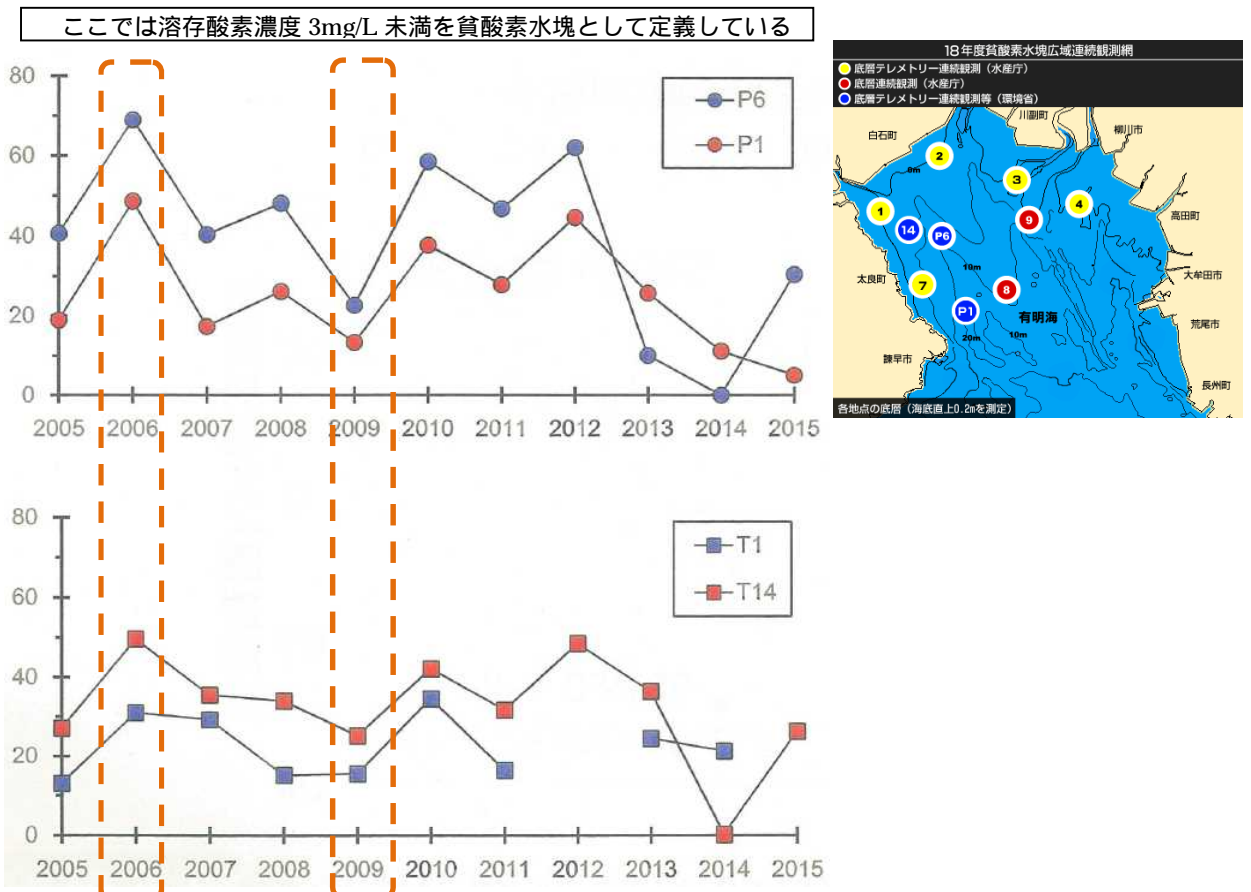 ここでは溶存酸素濃度 3mg/L 未満を貧酸素水塊として定義している
80
60
40
20
0
P6
P1
2005 2006 2007 2008 2009 2010 2011 2012 2013 2014 2015
80
60
40
20
0
T1
T14
2005 2006 2007 2008 2009 2010 2011 2012 2013 2014 2015
18年度貧酸素水塊広域連続観測網
底層テレメトリー連続観測（水産庁）
底層連続観測（水産庁）
底層テレメトリー連続観測等（環境省）
川副町
白石町
柳川市
2
3
4
1
9
高田町
14
P6
10m
太良町
大牟田市
7
8
P1
有明海
荒尾市
20m
10m
諫早市
長州町
各地点の底層（海底直上0.2mを測定）